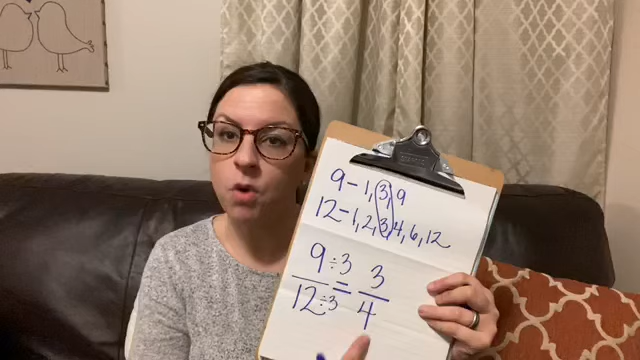 9 - 1, 3, 9
12 - 1, 2, 3, 4, 6, 12
9 ÷ 3 3
— = —
12 ÷ 3 4